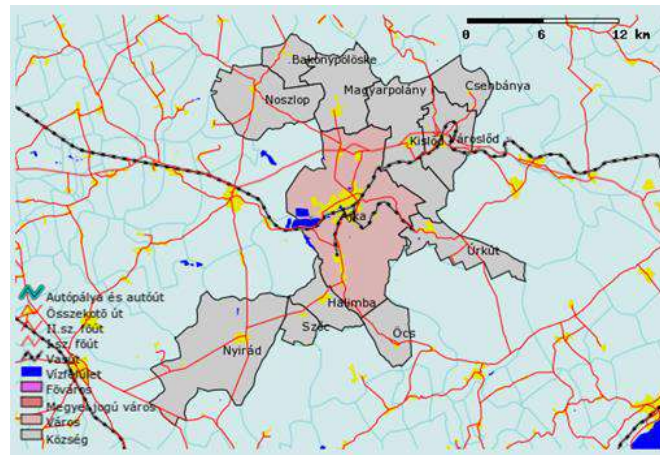 0 6 12 km
Bakonypölöske
Noszlop
Magyarpolány
Csehbánya
Kislőd
Városlőd
Ajka
Úrkút
Halimba
Szőc
Öcs
Nyirád
Autópálya és autóút
Összekotö út
II.sz. főút
I.sz. főút
Vasút
Vízfelület
Főváros
Megyei jogú város
Város
Község